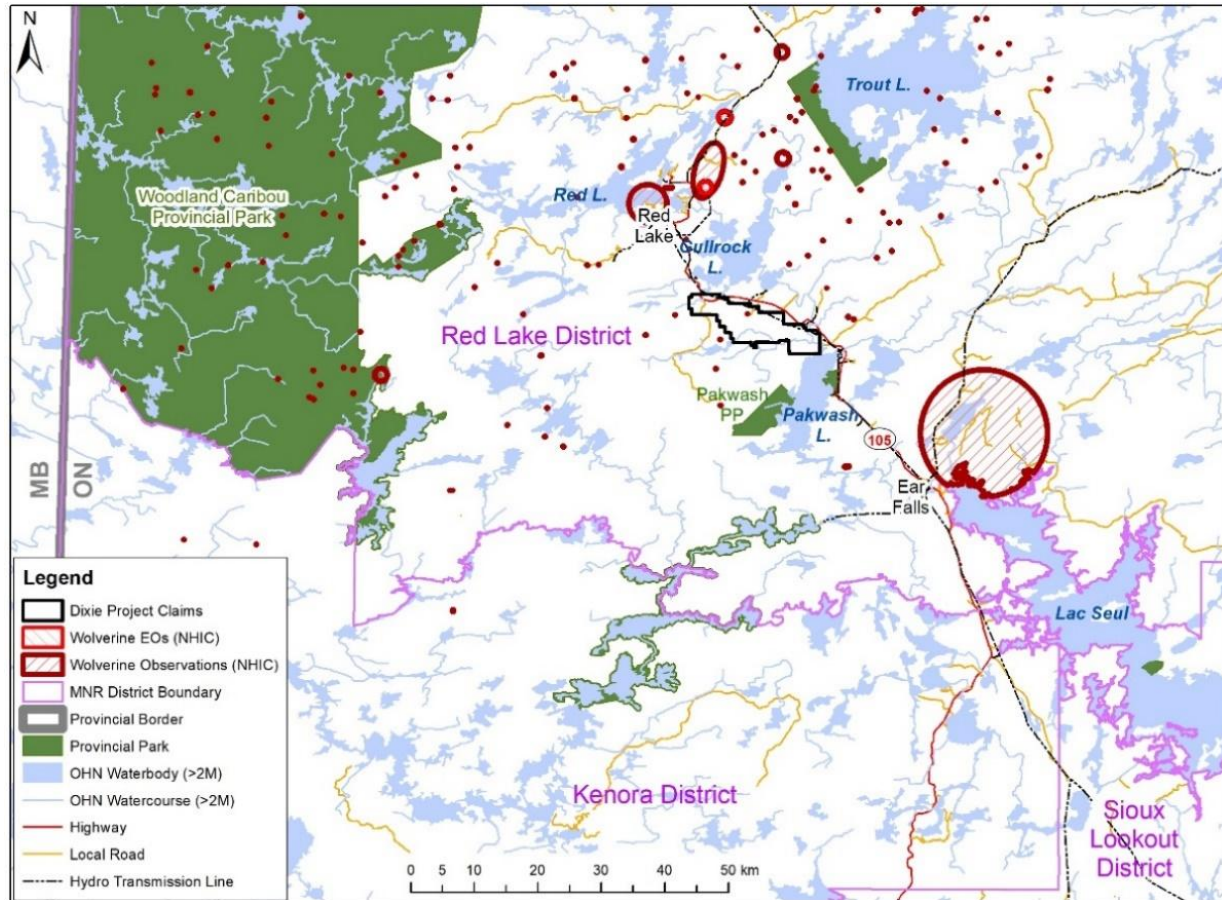 N
Trout L.
Woodland Caribou
Provincial Park
Red L.
Red
Lake
Gullrock
L.
Red Lake District
Pakwash
PP
Pakwash
L.
105
MB
ON
Ear
Falls
Legend
Dixie Project Claims
Wolverine EOs (NHIC)
Wolverine Observations (NHIC)
MNR District Boundary
Provincial Border
Provincial Park
OHN Waterbody (>2M)
OHN Watercourse (>2M)
Highway
Local Road
Hydro Transmission Line
Lac Seul
Kenora District
Sioux
Lookout
District
0 10 20 30 40 50 km